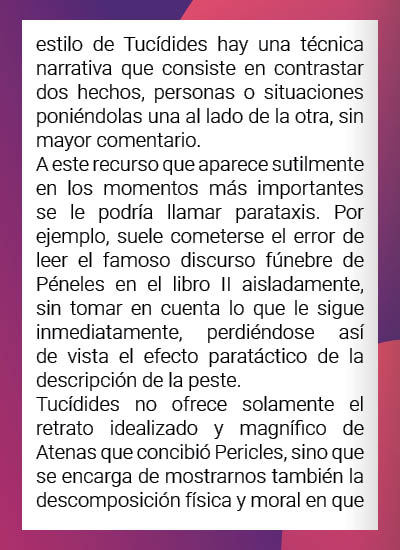 estilo de Tucídides hay una técnica
narrativa que consiste en contrastar
dos hechos, personas o situaciones
poniéndolas una al lado de la otra, sin
mayor comentario.
A este recurso que aparece sutilmente
en los momentos más importantes
se le podría llamar parataxis. Por
ejemplo, suele cometerse el error de
leer el famoso discurso fúnebre de
Péneles en el libro II aisladamente,
sin tomar en cuenta lo que le sigue
inmediatamente, perdiéndose así
de vista el efecto paratáctico de la
descripción de la peste.
Tucídides no ofrece solamente el
retrato idealizado y magnífico de
Atenas que concibió Pericles, sino que
se encarga de mostrarnos también la
descomposición física y moral en que